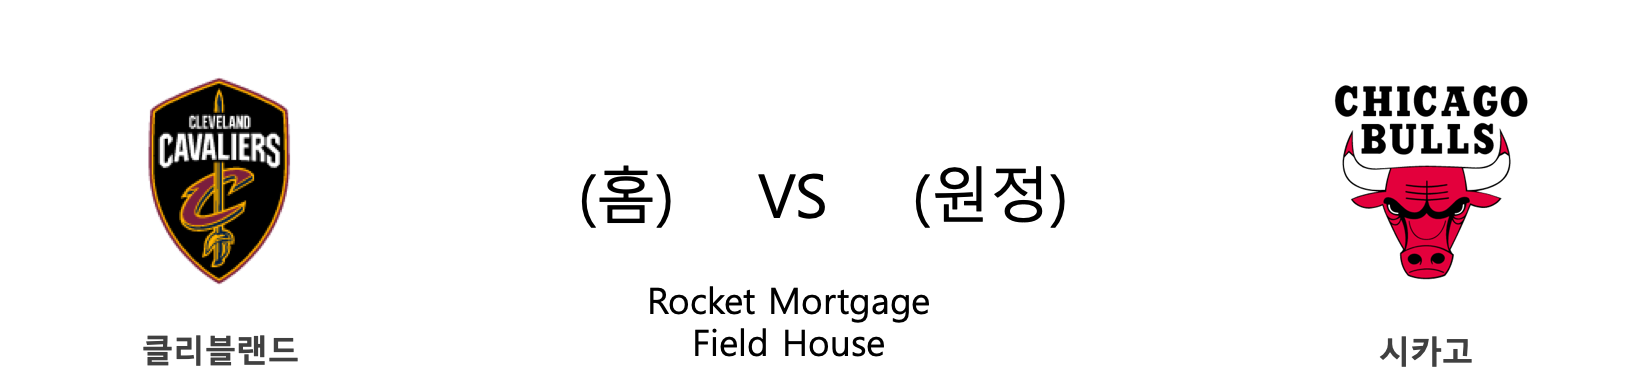 CLEVELAND
CAVALIERS
클리블랜드
(홈) VS (원정)
Rocket Mortgage
Field House
CHICAGO
BULLS
시카고